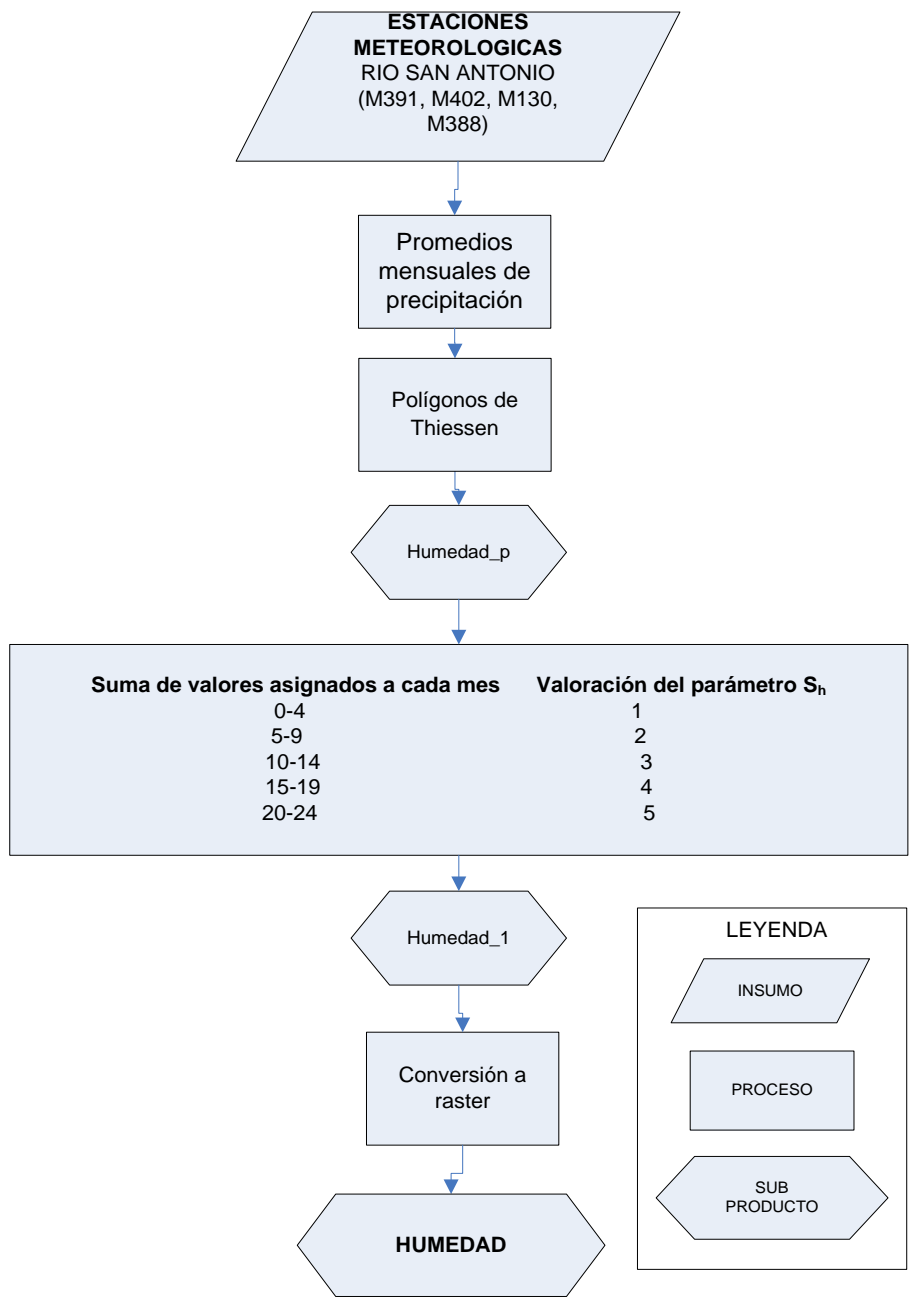 ESTACIONES
METEOROLOGICAS
RIO SAN ANTONIO
(M391, M402, M130,
M388)
Promedios
mensuales de
precipitación
Polígonos de
Thiessen
Humedad_p
Suma de valores asignados a cada mes Valoración del parámetro Sh
0-4 1
5-9 2
10-14 3
15-19 4
20-24 5
Humedad_1
Conversión a
raster
HUMEDAD
LEYENDA
INSUMO
PROCESO
SUB
PRODUCTO